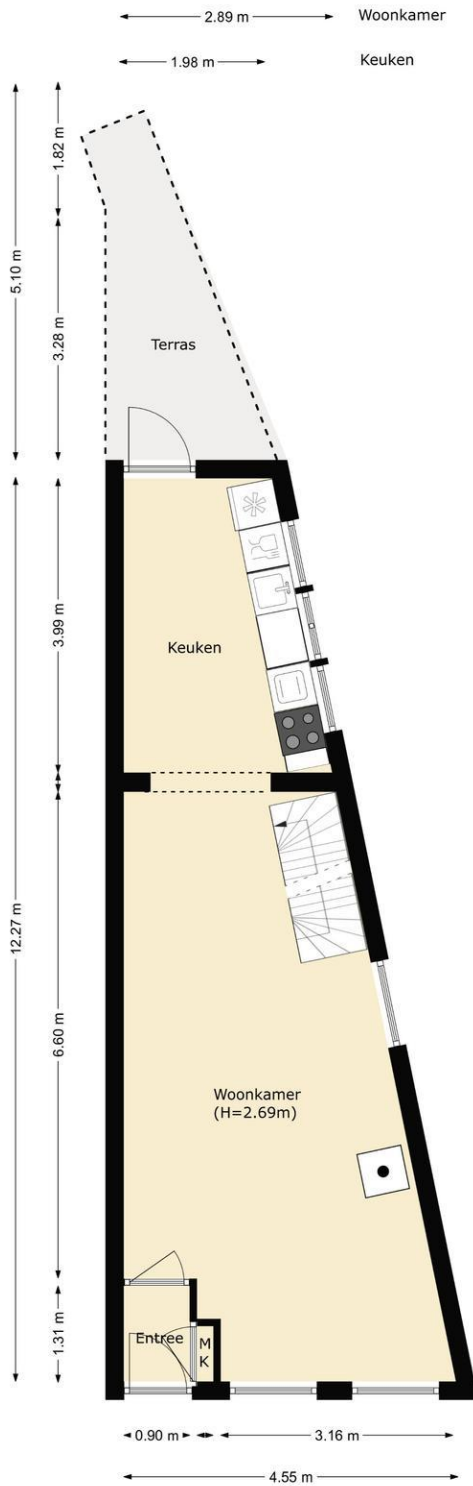 2.89 m Woonkamer
1.98 m Keuken
1.82 m
5.10 m
3.28 m
Terras
3.99 m
Keuken
12.27 m
6.60 m
Woonkamer
(H=2.69m)
1.31 m
Entree
M
K
0.90 m 3.16 m
4.55 m